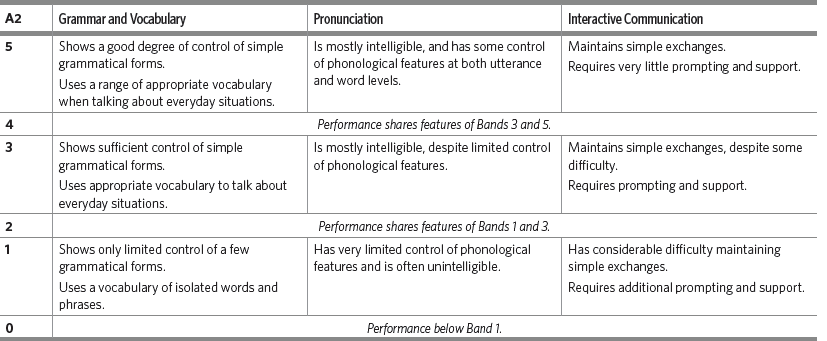 A2 Grammar and Vocabulary Pronunciation Interactive Communication
5
Shows a good degree of control of simple
grammatical forms.
Uses a range of appropriate vocabulary
when talking about everyday situations.
Is mostly intelligible, and has some control
of phonological features at both utterance
and word levels.
Maintains simple exchanges.
Requires very little prompting and support.
4 Performance shares features of Bands 3 and 5.
3
Shows sufficient control of simple
grammatical forms.
Uses appropriate vocabulary to talk about
everyday situations.
Is mostly intelligible, despite limited control
of phonological features.
Maintains simple exchanges, despite some
difficulty.
Requires prompting and support.
2 Performance shares features of Bands 1 and 3.
1
Shows only limited control of a few
grammatical forms.
Uses a vocabulary of isolated words and
phrases.
Has very limited control of phonological
features and is often unintelligible.
Has considerable difficulty maintaining
simple exchanges.
Requires additional prompting and support.
0 Performance below Band 1.